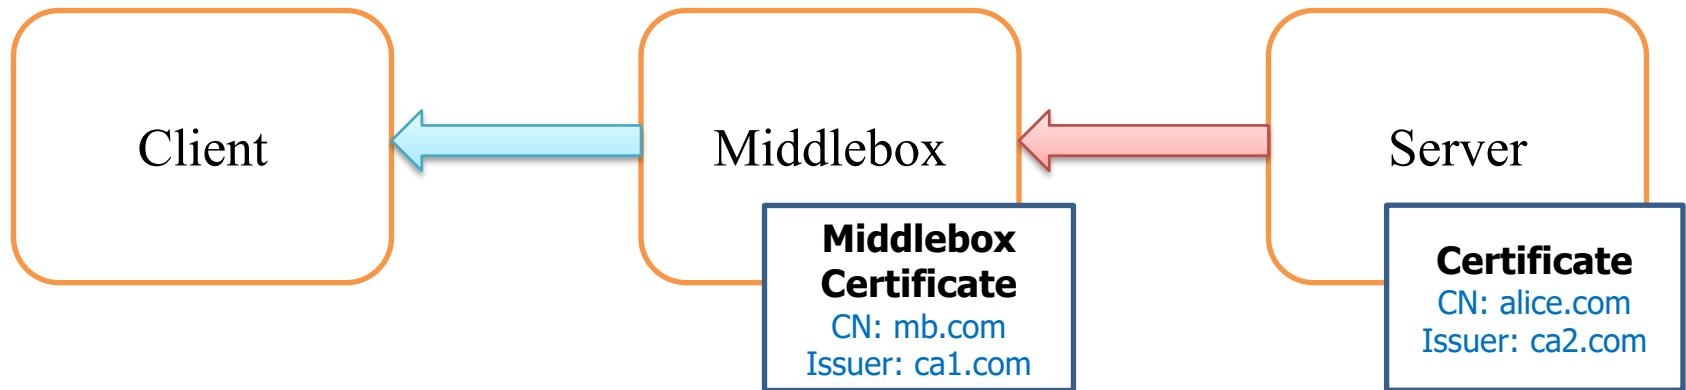 Client
Middlebox
Server
Middlebox
Certificate
CN: mb.com
Issuer: ca1.com
Certificate
CN: alice.com
Issuer: ca2.com